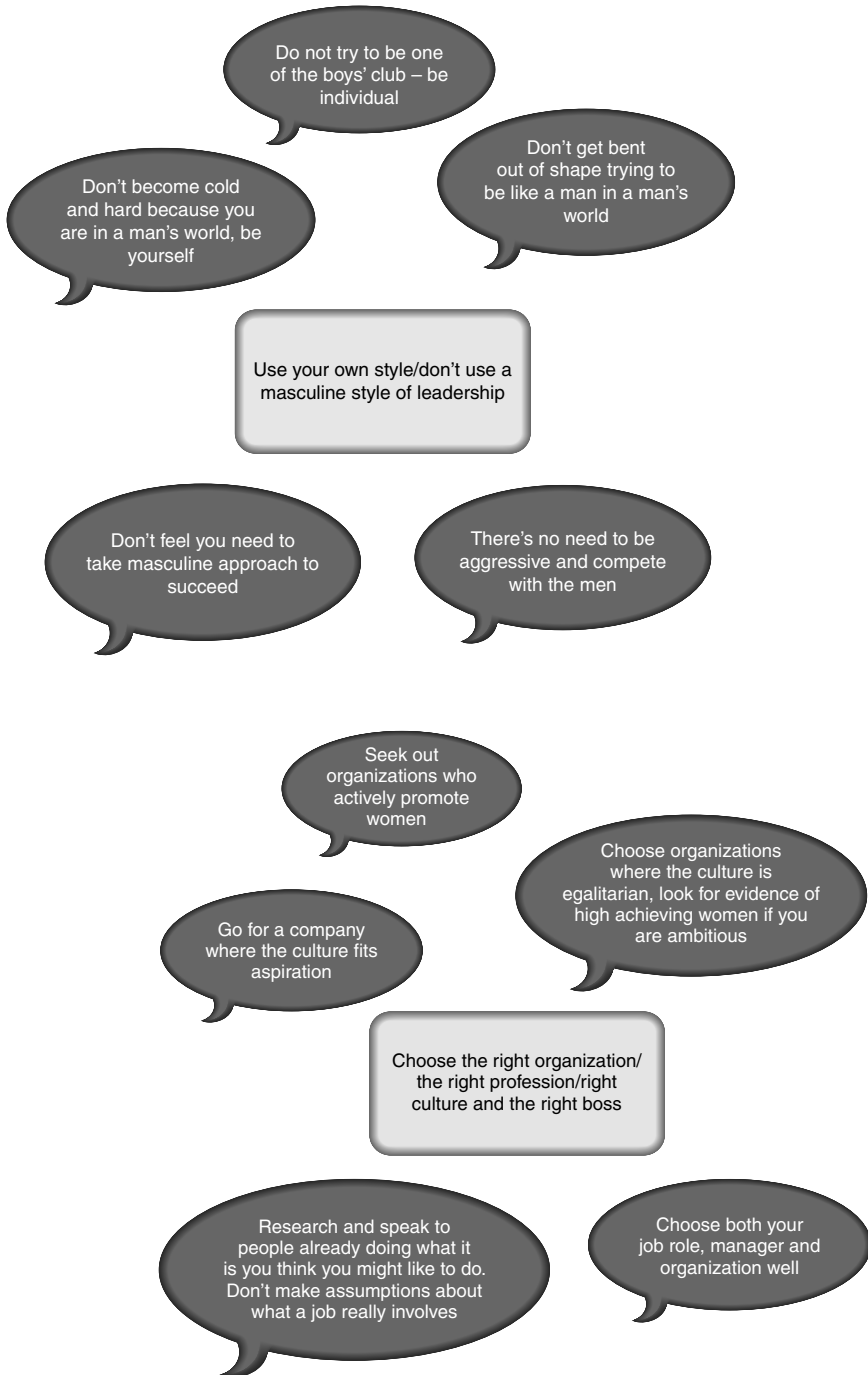 Do not try to be one
of the boys’ club – be
individual
Don’t get bent
out of shape trying to
be like a man in a man’s
world
Don’t become cold
and hard because you
are in a man’s world, be
yourself
Use your own style/don’t use a
masculine style of leadership
Don’t feel you need to
take masculine approach to
succeed
There’s no need to be
aggressive and compete
with the men
Seek out
organizations who
actively promote
women
Choose organizations
where the culture is
egalitarian, look for evidence of
high achieving women if you
are ambitious
Go for a company
where the culture fits
aspiration
Choose the right organization/
the right profession/right
culture and the right boss
Research and speak to
people already doing what it
is you think you might like to do.
Don’t make assumptions about
what a job really involves
Choose both your
job role, manager and
organization well